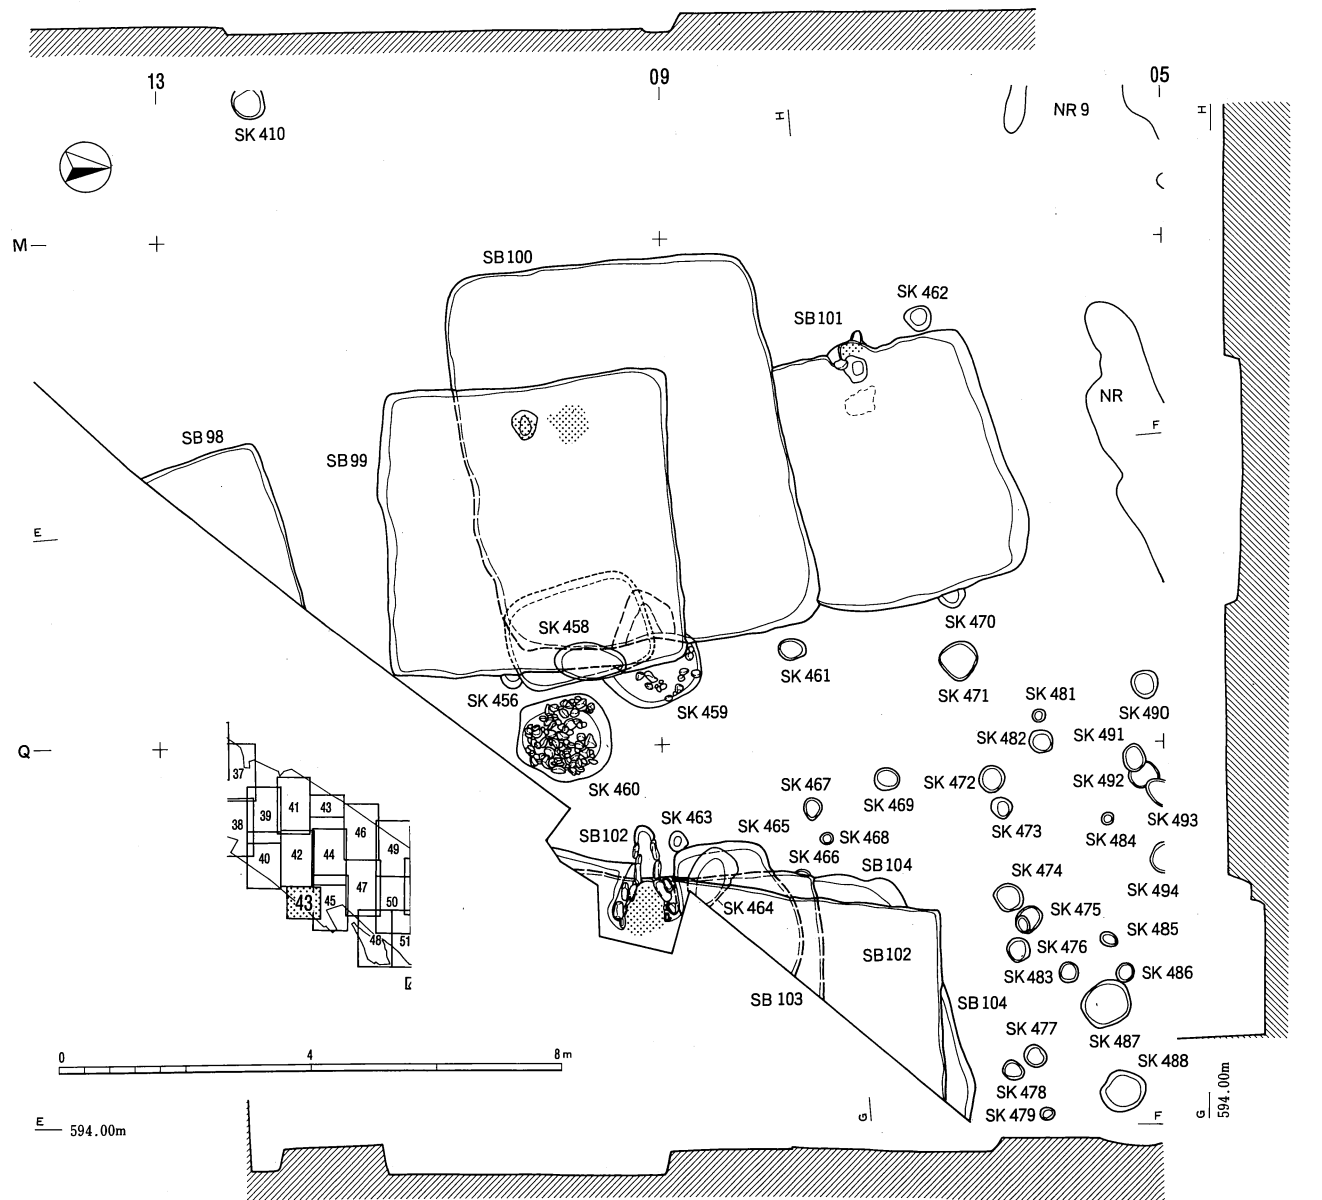 13
09
05
H
NR 9
H
SK 410
M
SB 100
SK 462
SB 101
NR
F
SB 98
SB 99
E
SK 458
SK 470
SK 461
SK 471
SK 456
SK 459
SK 481
SK 490
SK 482
SK 491
Q
SK 460
SK 467
SK 469
SK 472
SK 492
SK 473
SK 484
SK 493
37
41
43
39
38
46
49
40
42
44
47
43
45
50
48
51
SB 102
SK 463
SK 465
SK 468
SK 466
SB 104
SK 474
SK 494
SK 464
SK 475
SK 485
SK 476
SB 102
SK 483
SK 486
SB 103
SB 104
SK 477
SK 487
SK 488
0
4
8 m
SK 478
SK 479
G
F
G
594.00m
E
594.00m